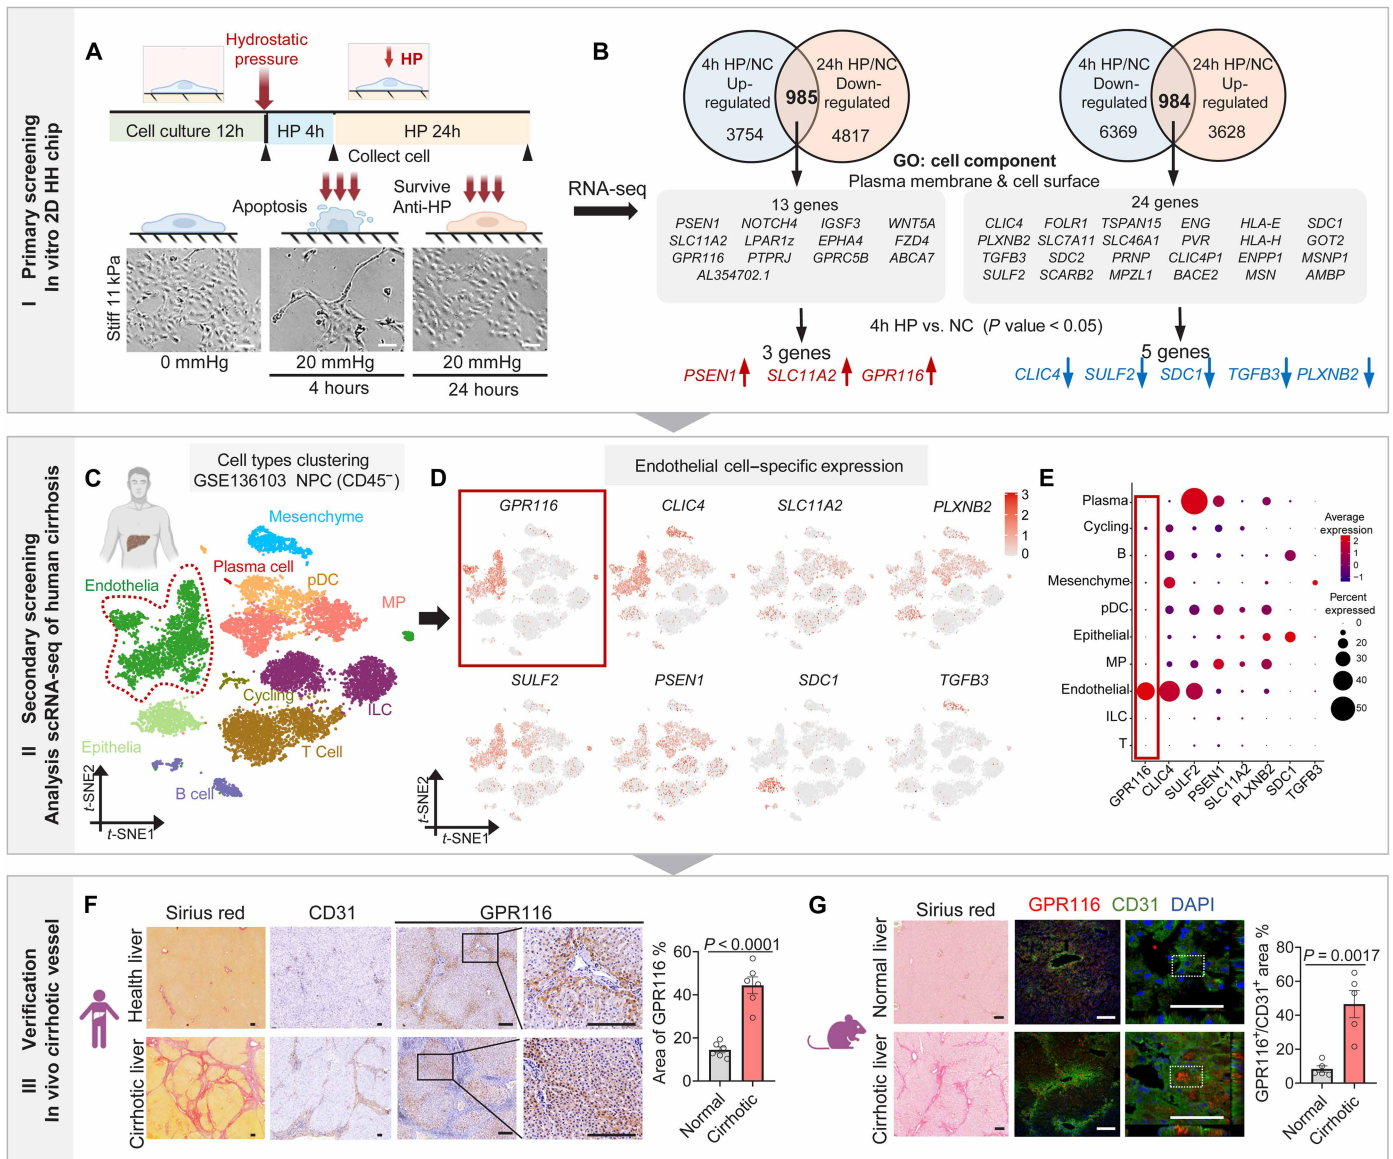 I Primary screening
In vitro 2D HH chip
A
Hydrostatic
pressure
HP
Cell culture 12h
HP 4h
HP 24h
Collect cell
Apoptosis
Survive
Anti-HP
Stiff 11 kPa
0 mmHg
20 mmHg
20 mmHg
4 hours
24 hours
RNA-seq
B
4h HP/NC
Up-
regulated
3754
985
24h HP/NC
Down-
regulated
4817
4h HP/NC
Down-
regulated
6369
984
24h HP/NC
Up-
regulated
3628
GO: cell component
Plasma membrane & cell surface
13 genes
PSEN1 NOTCH4 IGSF3 WNT5A
SLC11A2 LPAR1z EPHA4 FZD4
GPR116 PTPRJ GPRC5B ABCA7
AL354702.1
24 genes
CLIC4 FOLR1 TSPAN15 ENG HLA-E SDC1
PLXNB2 SLC7A11 SLC46A1 PVR HLA-H GOT2
TGFB3 SDC2 PRNP CLIC4P1 ENPP1 MSNP1
SULF2 SCARB2 MPZL1 BACE2 MSN AMBP
4h HP vs. NC (P value < 0.05)
3 genes
PSEN1 SLC11A2 GPR116
5 genes
CLIC4 SULF2 SDC1 TGFB3 PLXNB2
II Secondary screening
Analysis scRNA-seq of human cirrhosis
C
Cell types clustering
GSE136103 NPC (CD45⁻)
Mesenchyme
Plasma cell
pDC
Endothelia
MP
Cycling
ILC
Epithelia
T Cell
B cell
t-SNE2
t-SNE1
D
Endothelial cell–specific expression
GPR116 CLIC4 SLC11A2 PLXNB2
3
2
1
0
SULF2 PSEN1 SDC1 TGFB3
t-SNE2
t-SNE1
E
Plasma
Cycling
B
Mesenchyme
pDC
Epithelial
MP
Endothelial
ILC
T
GPR116 CLIC4 SULF2 PSEN1 SLC11A2 PLXNB2 SDC1 TGFB3
Average
expression
2
1
0
−1
Percent
expressed
0
20
30
40
50
III Verification
In vivo cirrhotic vessel
F
Sirius red
CD31
GPR116
Health liver
Cirrhotic liver
Area of GPR116 %
P < 0.0001
60
40
20
0
Normal
Cirrhotic
G
Sirius red
GPR116 CD31 DAPI
Normal liver
Cirrhotic liver
GPR116⁺/CD31⁺ area %
P = 0.0017
80
60
40
20
0
Normal
Cirrhotic